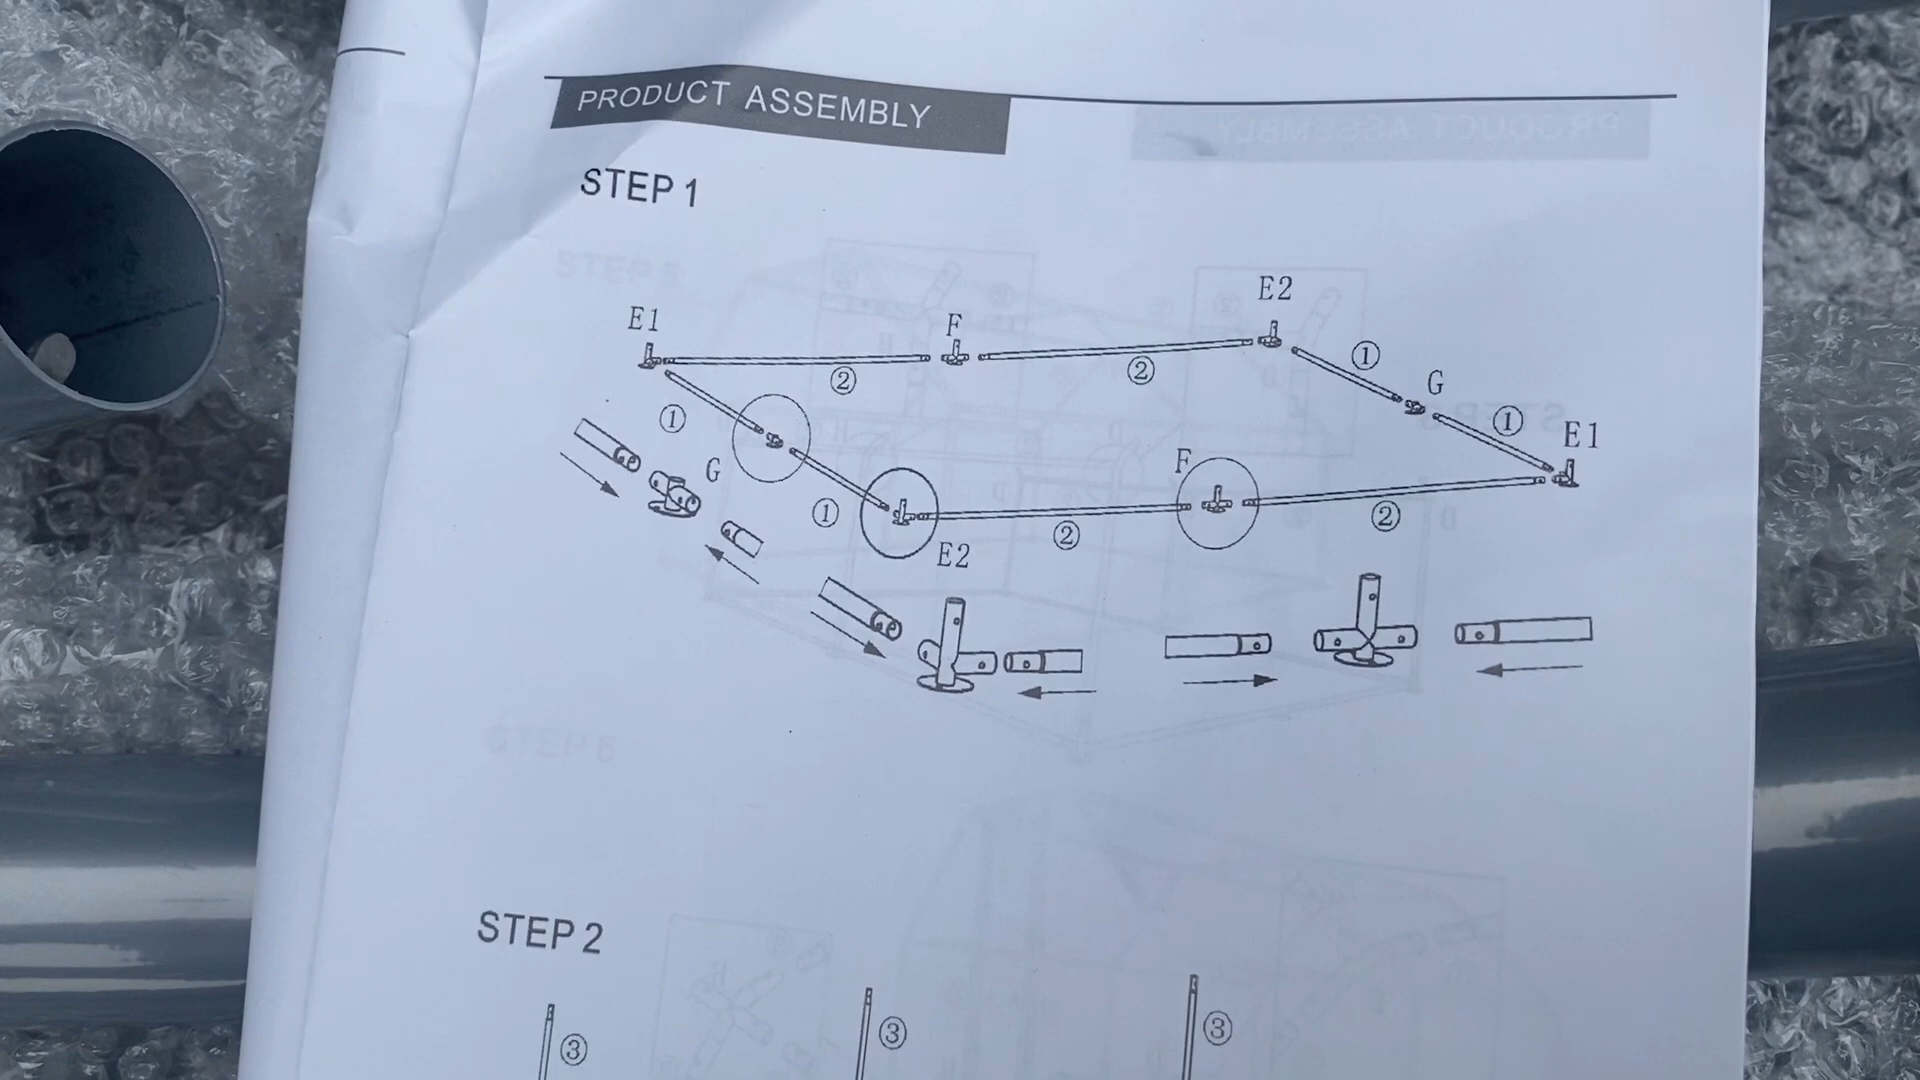 PRODUCT ASSEMBLY
STEP 1
E2
E1
F
①
②
②
G
①
①
E1
G
F
①
②
②
E2
STEP 2
③
③
③